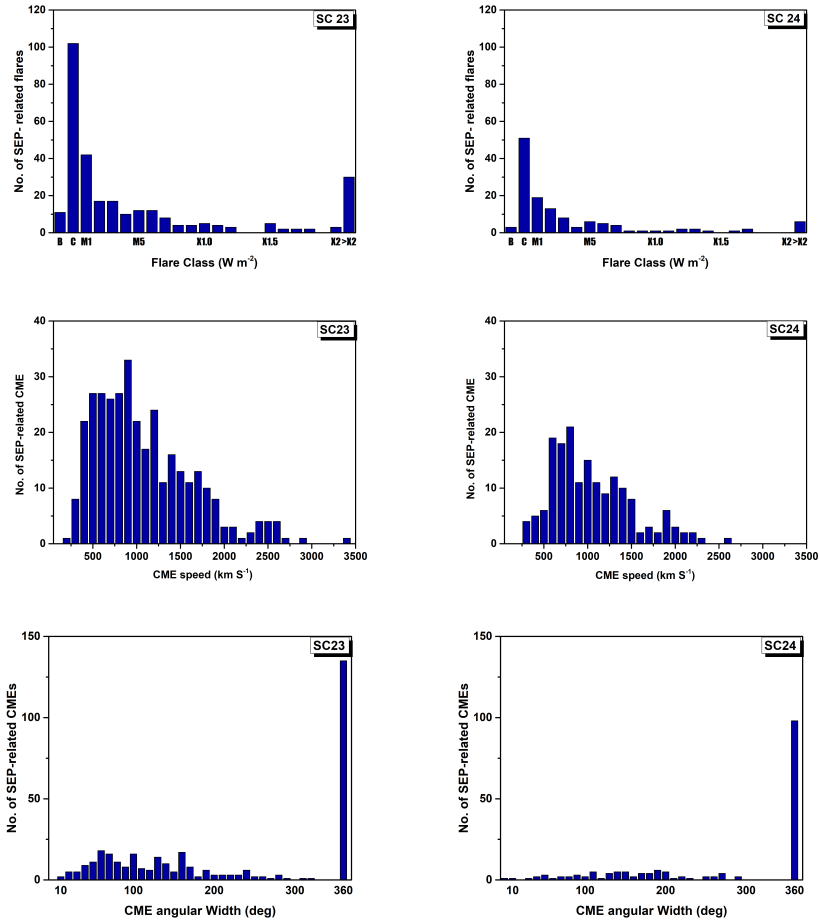 SC 23
120
100
80
60
40
20
0
No. of SEP- related flares
B C M1 M5 X1.0 X1.5 X2 >X2
Flare Class (W m-2)
SC 24
120
100
80
60
40
20
0
No. of SEP- related flares
B C M1 M5 X1.0 X1.5 X2 >X2
Flare Class (W m-2)
SC23
40
30
20
10
0
No. of SEP-related CME
500 1000 1500 2000 2500 3000 3500
CME speed (km S-1)
SC24
40
30
20
10
0
No. of SEP-related CME
500 1000 1500 2000 2500 3000 3500
CME speed (km S-1)
SC23
150
100
50
0
No. of SEP-related CMEs
10 100 200 300 360
CME angular Width (deg)
SC24
150
100
50
0
No. of SEP-related CMEs
10 100 200 300 360
CME angular Width (deg)